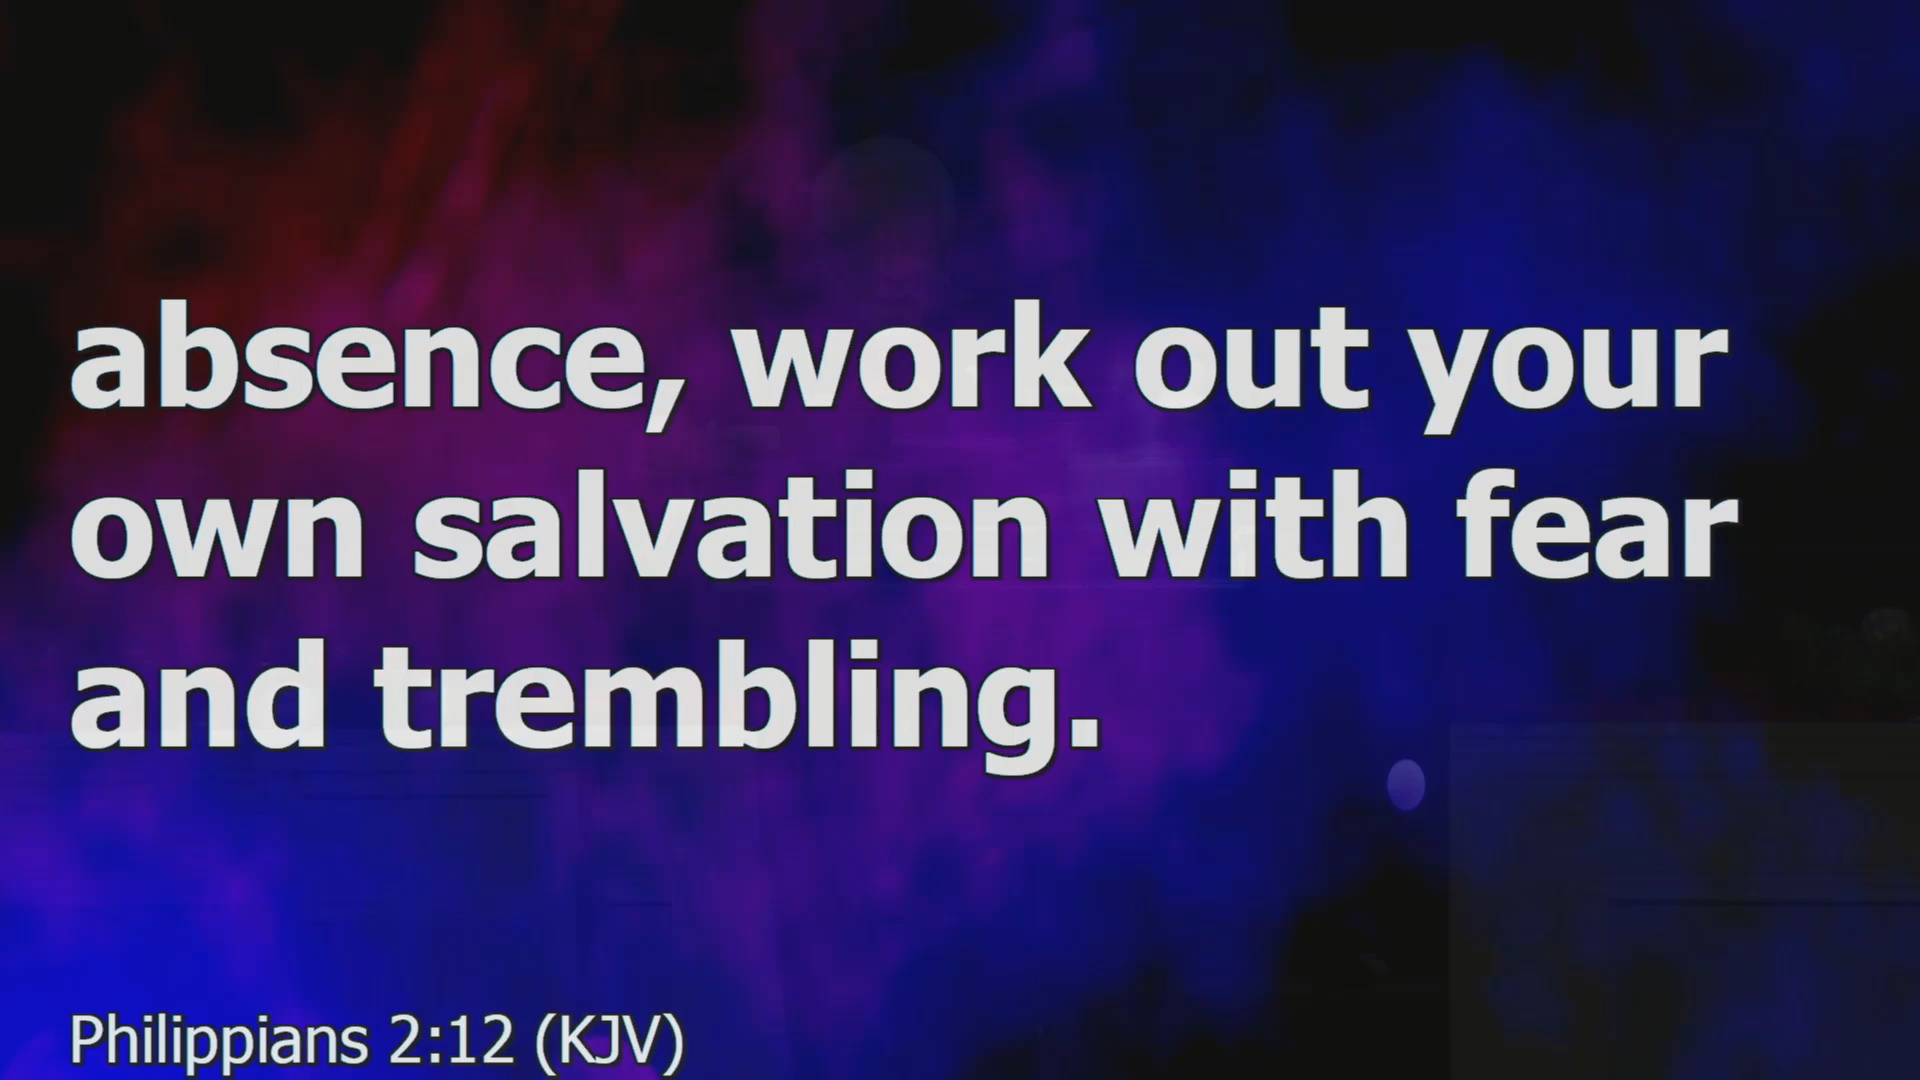 absence, work out your
own salvation with fear
and trembling.
Philippians 2:12 (KJV)